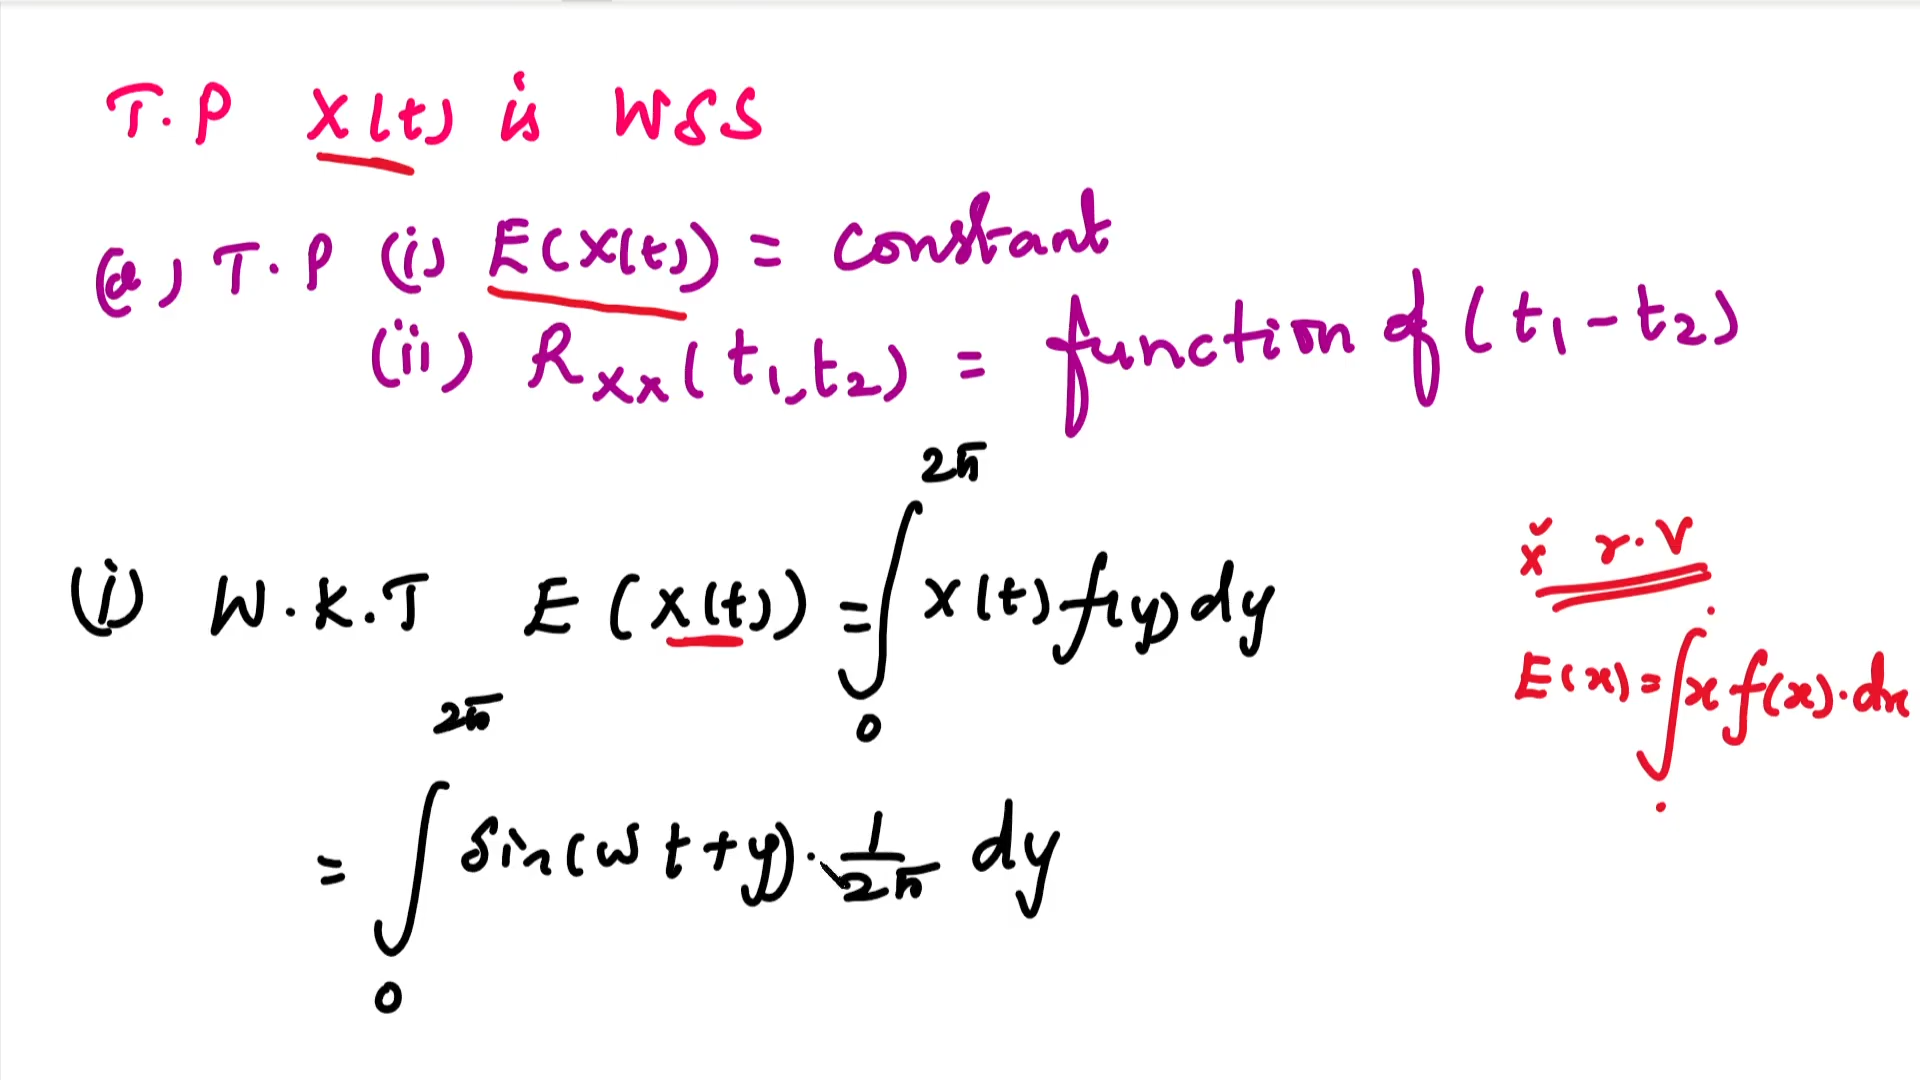 T.P X(t) is WSS
(or) T.P (i) E(X(t)) = constant
(ii) Rxx(t₁,t₂) = function of (t₁-t₂)
(i) W.K.T E(X(t)) = ∫₀^2π X(t) f(y) dy
= ∫₀^2π sin(ωt+y) · 1/2π dy
x r.v
E(x) = ∫ x f(x)·dx